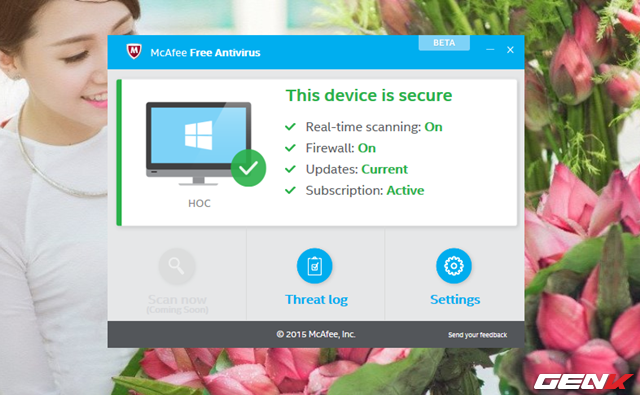 McAfee Free Antivirus
BETA
This device is secure
Real-time scanning: On
Firewall: On
Updates: Current
Subscription: Active
HOC
Scan now
(Coming Soon)
Threat log
Settings
© 2015 McAfee, Inc.
Send your feedback
GENK